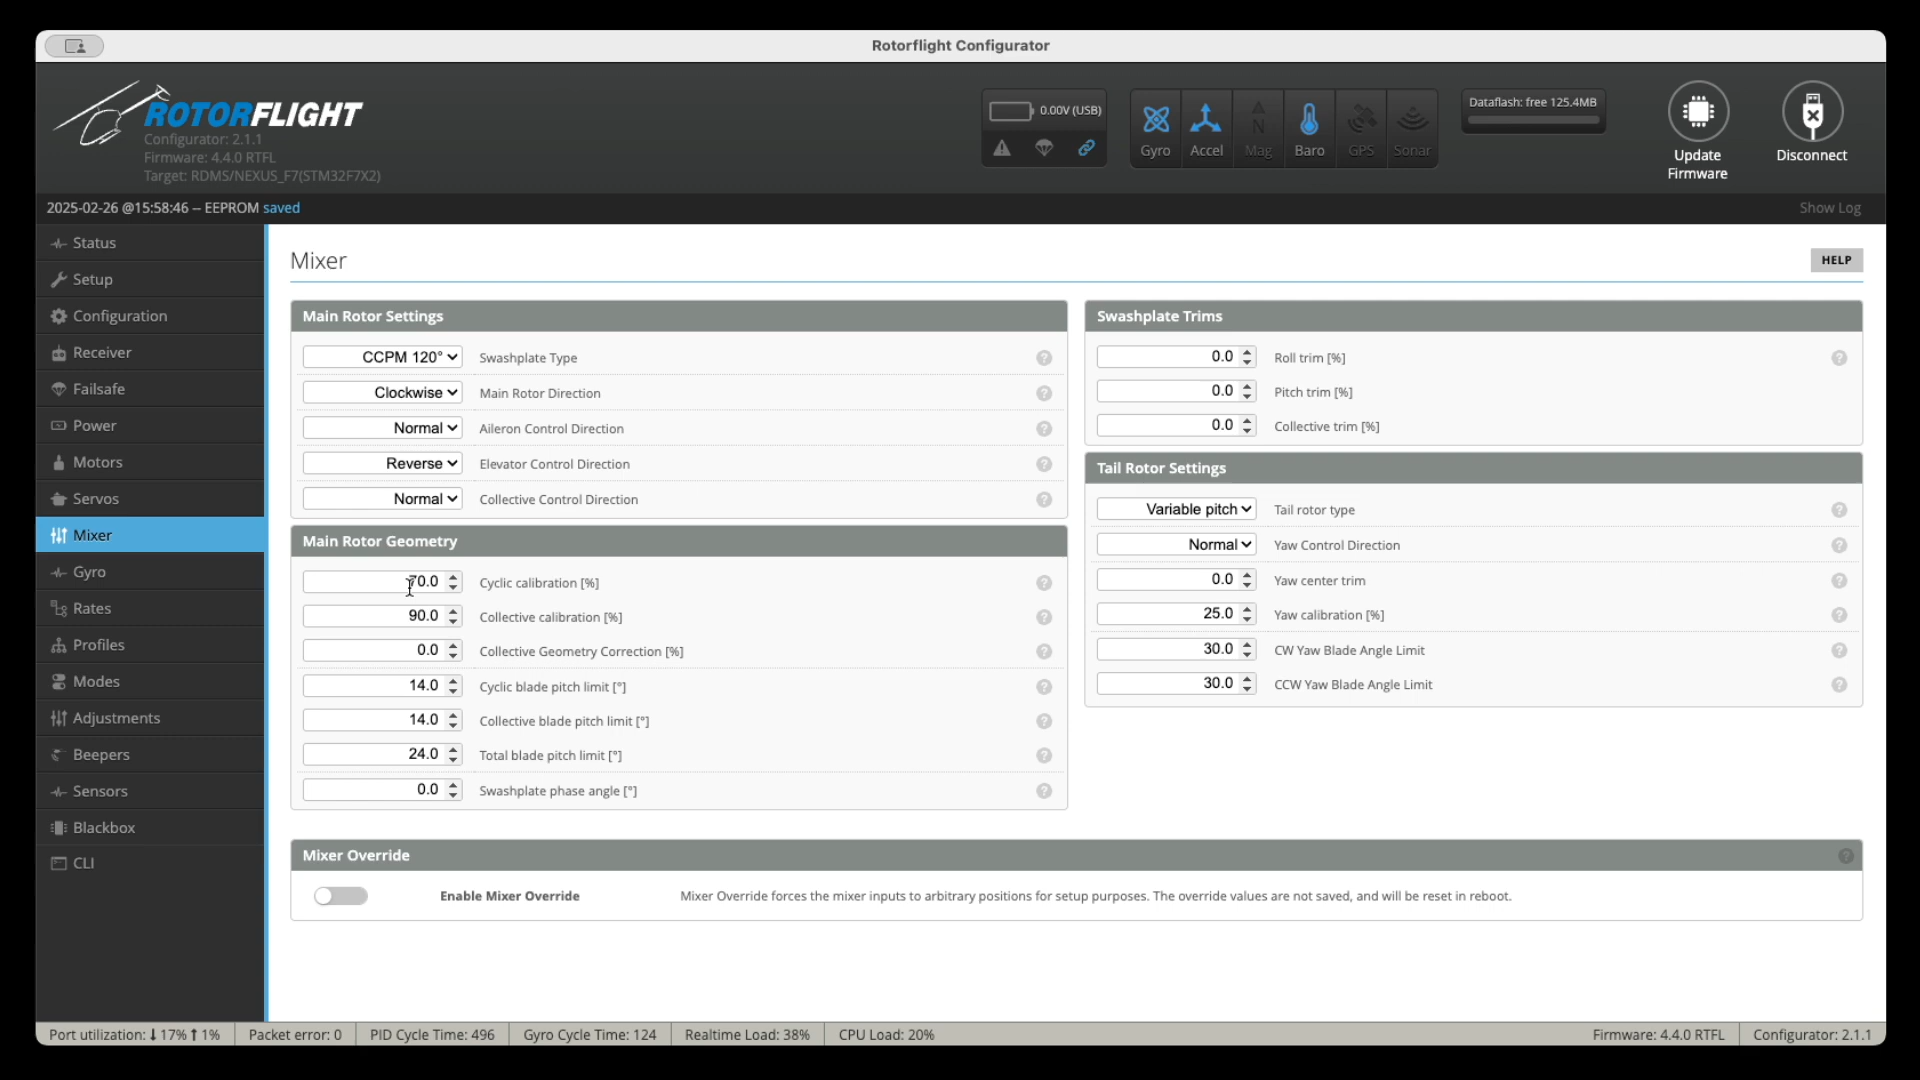 Rotorflight Configurator
ROTORFLIGHT
Configurator: 2.1.1
Firmware: 4.4.0 RTFL
Target: RDMS/NEXUS_F7(STM32F7X2)
0.00V (USB)
Gyro
Accel
Mag
Baro
GPS
Sonar
Dataflash: free 125.4MB
Update
Firmware
Disconnect
2025-02-26 @15:58:46 -- EEPROM saved
Show Log
Status
Setup
Configuration
Receiver
Failsafe
Power
Motors
Servos
Mixer
Gyro
Rates
Profiles
Modes
Adjustments
Beepers
Sensors
Blackbox
CLI
Mixer
HELP
Main Rotor Settings
CCPM 120° Swashplate Type
Clockwise Main Rotor Direction
Normal Aileron Control Direction
Reverse Elevator Control Direction
Normal Collective Control Direction
Main Rotor Geometry
70.0 Cyclic calibration [%]
90.0 Collective calibration [%]
0.0 Collective Geometry Correction [%]
14.0 Cyclic blade pitch limit [°]
14.0 Collective blade pitch limit [°]
24.0 Total blade pitch limit [°]
0.0 Swashplate phase angle [°]
Swashplate Trims
0.0 Roll trim [%]
0.0 Pitch trim [%]
0.0 Collective trim [%]
Tail Rotor Settings
Variable pitch Tail rotor type
Normal Yaw Control Direction
0.0 Yaw center trim
25.0 Yaw calibration [%]
30.0 CW Yaw Blade Angle Limit
30.0 CCW Yaw Blade Angle Limit
Mixer Override
Enable Mixer Override Mixer Override forces the mixer inputs to arbitrary positions for setup purposes. The override values are not saved, and will be reset in reboot.
Port utilization: ↓ 17% ↑ 1% Packet error: 0 PID Cycle Time: 496 Gyro Cycle Time: 124 Realtime Load: 38% CPU Load: 20% Firmware: 4.4.0 RTFL Configurator: 2.1.1